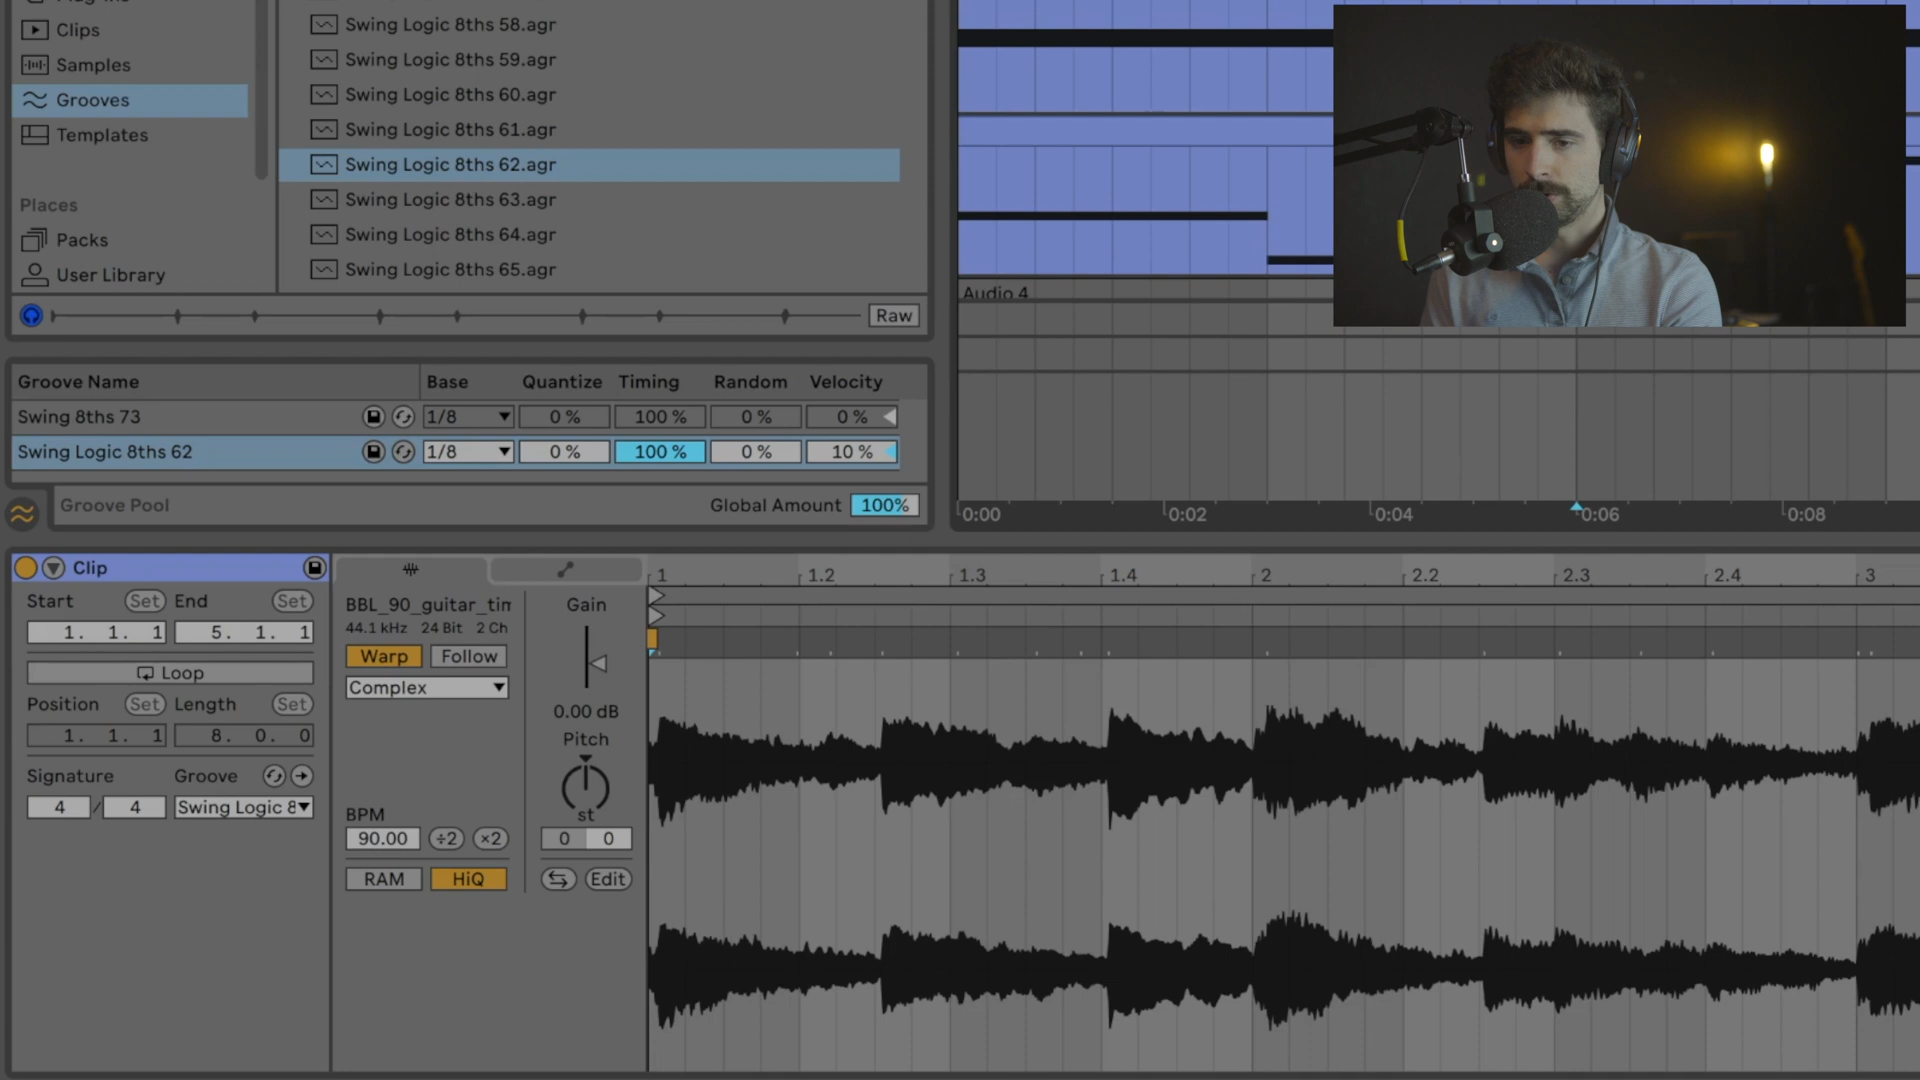 Clips
Samples
Grooves
Templates
Places
Packs
User Library
Swing Logic 8ths 58.agr
Swing Logic 8ths 59.agr
Swing Logic 8ths 60.agr
Swing Logic 8ths 61.agr
Swing Logic 8ths 62.agr
Swing Logic 8ths 63.agr
Swing Logic 8ths 64.agr
Swing Logic 8ths 65.agr
Raw
Groove Name Base Quantize Timing Random Velocity
Swing 8ths 73 1/8 0 % 100 % 0 % 0 %
Swing Logic 8ths 62 1/8 0 % 100 % 0 % 10 %
Groove Pool Global Amount 100%
Audio 4
0:00 0:02 0:04 0:06 0:08
Clip
Start Set End Set
1. 1. 1 5. 1. 1
Loop
Position Set Length Set
1. 1. 1 8. 0. 0
Signature Groove
4 / 4 Swing Logic 8
BBL_90_guitar_tim
44.1 kHz 24 Bit 2 Ch
Warp Follow
Complex
BPM
90.00 ÷2 ×2
RAM HiQ
Gain
0.00 dB
Pitch
st
0 0
Edit
1 1.2 1.3 1.4 2 2.2 2.3 2.4 3